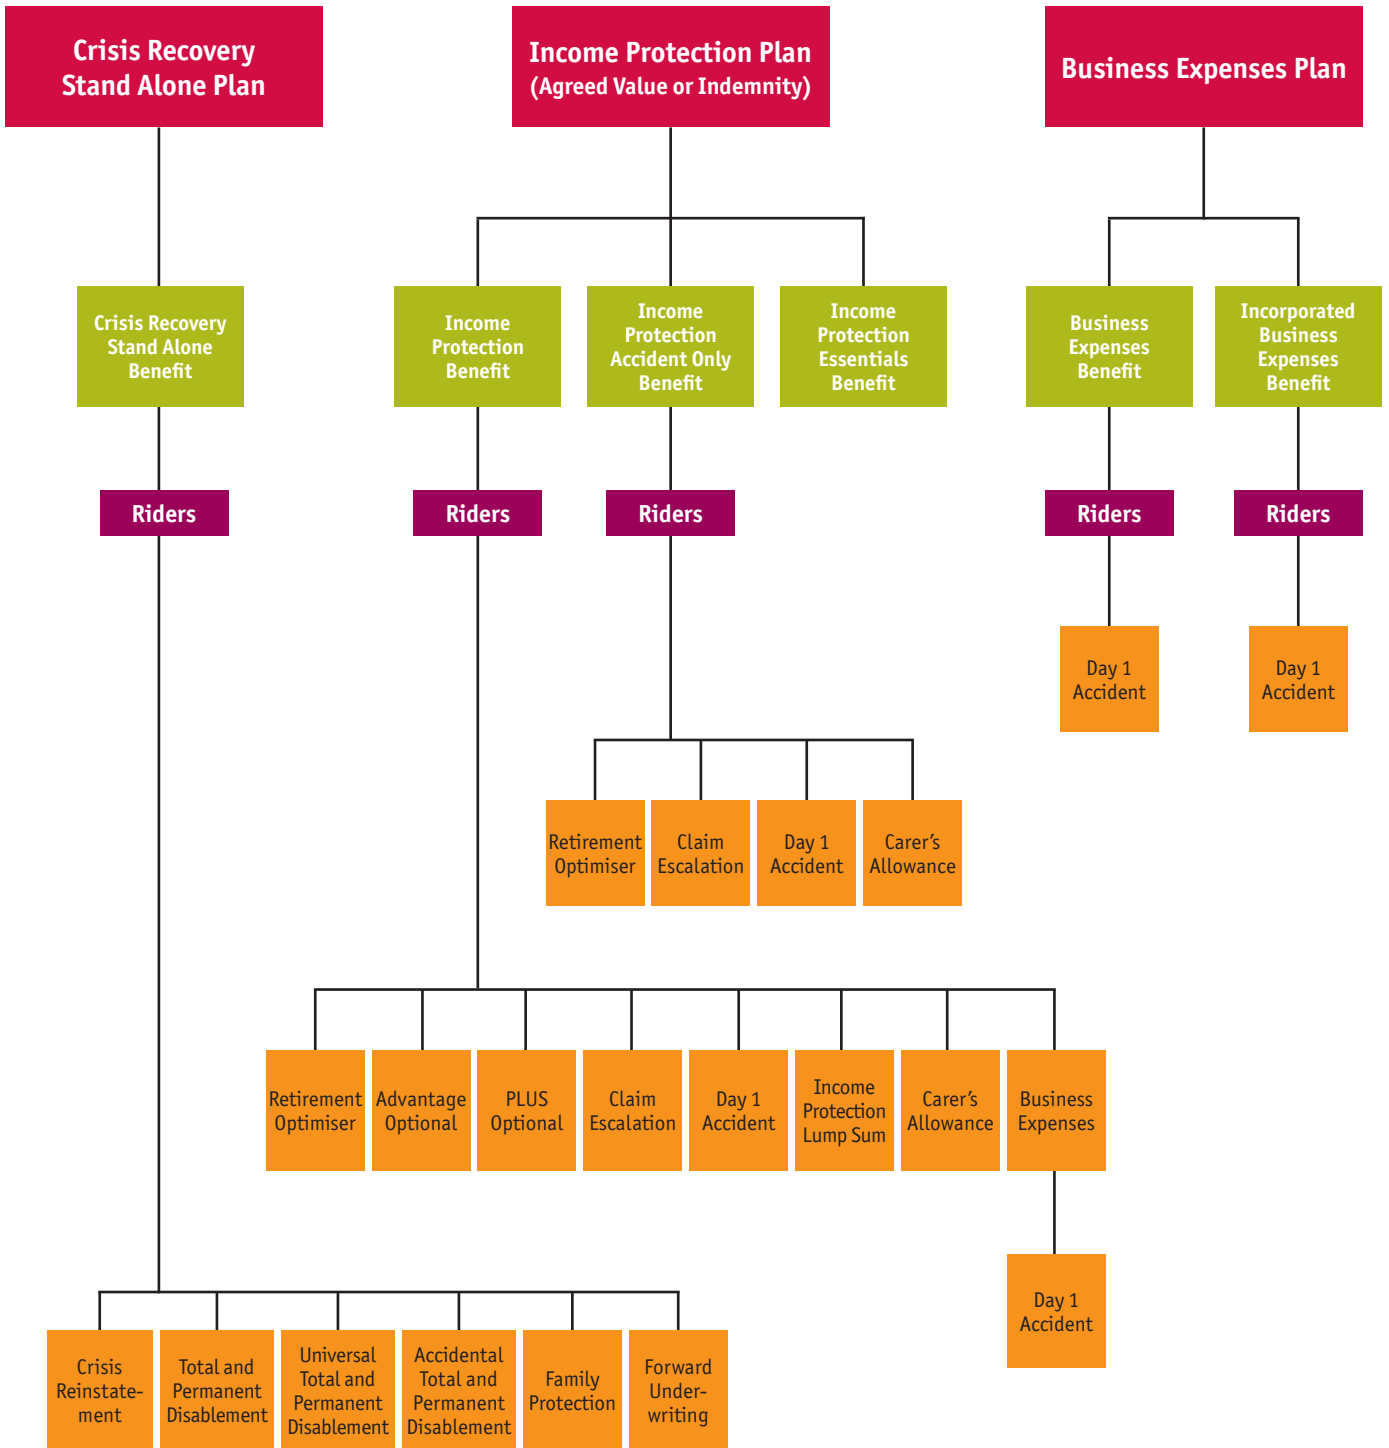 Crisis Recovery
Stand Alone Plan
Income Protection Plan
(Agreed Value or Indemnity)
Business Expenses Plan
Crisis Recovery
Stand Alone
Benefit
Income
Protection
Benefit
Income
Protection
Accident Only
Benefit
Income
Protection
Essentials
Benefit
Business
Expenses
Benefit
Incorporated
Business
Expenses
Benefit
Riders
Riders
Riders
Riders
Riders
Day 1
Accident
Day 1
Accident
Retirement
Optimiser
Claim
Escalation
Day 1
Accident
Carer’s
Allowance
Retirement
Optimiser
Advantage
Optional
PLUS
Optional
Claim
Escalation
Day 1
Accident
Income
Protection
Lump Sum
Carer’s
Allowance
Business
Expenses
Day 1
Accident
Crisis
Reinstate-
ment
Total and
Permanent
Disablement
Universal
Total and
Permanent
Disablement
Accidental
Total and
Permanent
Disablement
Family
Protection
Forward
Under-
writing